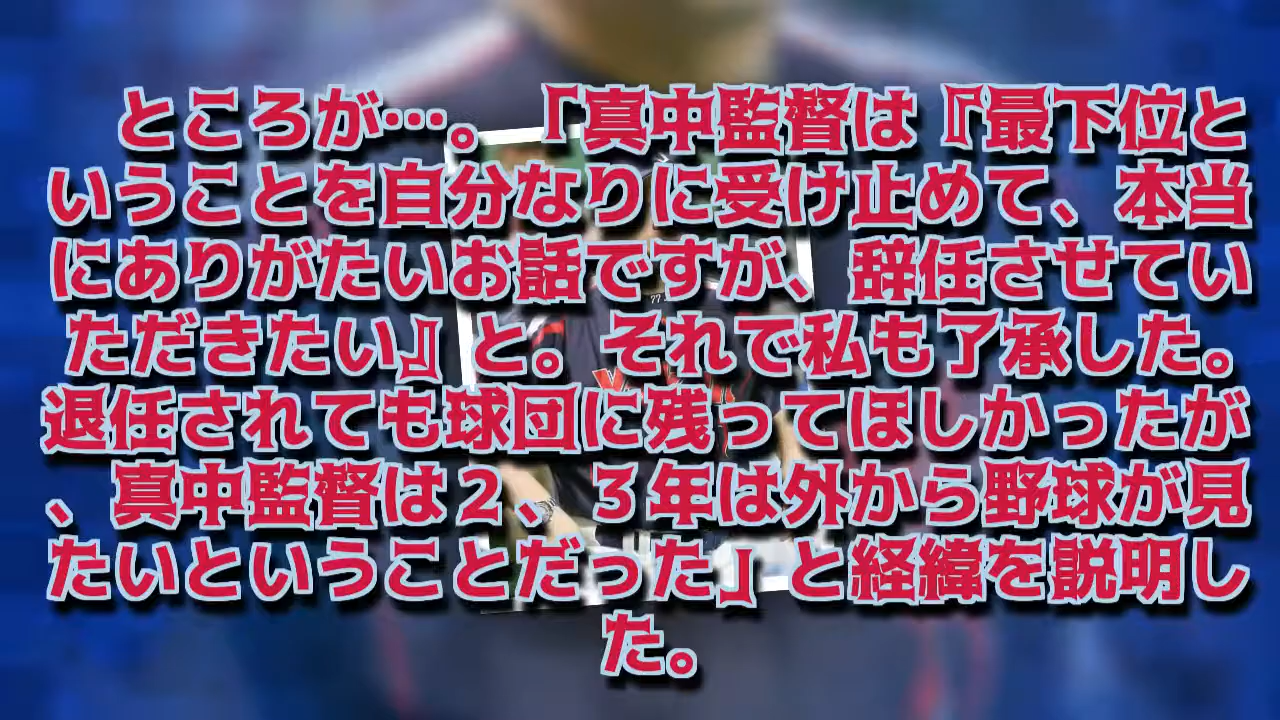 ところが…。「真中監督は『最下位と
いうことを自分なりに受け止めて、本当
にありがたいお話ですが、辞任させてい
ただきたい』と。それで私も了承した。
退任されても球団に残ってほしかったが
、真中監督は２、３年は外から野球が見
たいということだった」と経緯を説明し
た。
77